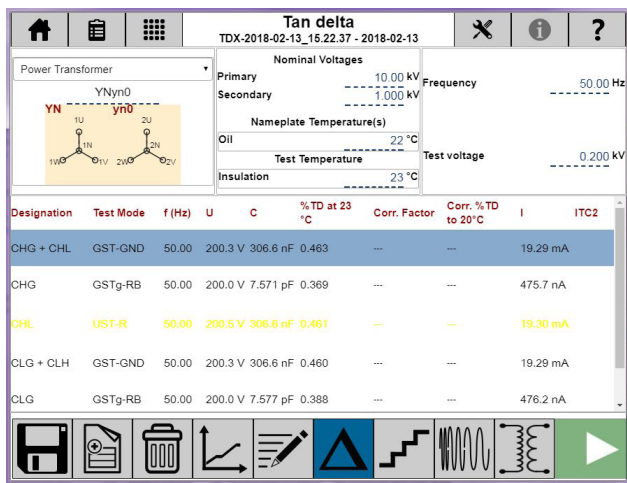 Tan delta
TDX-2018-02-13_15.22.37 - 2018-02-13
i
?
Power Transformer
YNyn0
YN
yn0
1U
1N
1W
1V
2U
2N
2W
2V
Nominal Voltages
Primary 10.00 kV
Secondary 1.000 kV
Nameplate Temperature(s)
Oil 22 °C
Test Temperature
Insulation 23 °C
Frequency 50.00 Hz
Test voltage 0.200 kV
Designation Test Mode f (Hz) U C %TD at 23 °C Corr. Factor Corr. %TD to 20°C I ITC2
CHG + CHL GST-GND 50.00 200.3 V 306.6 nF 0.463 --- --- 19.29 mA
CHG GSTg-RB 50.00 200.0 V 7.571 pF 0.369 --- --- 475.7 nA
CHL UST-R 50.00 200.5 V 306.6 nF 0.461 --- --- 19.30 mA
CLG + CLH GST-GND 50.00 200.3 V 306.6 nF 0.460 --- --- 19.29 mA
CLG GSTg-RB 50.00 200.0 V 7.577 pF 0.388 --- --- 476.2 nA